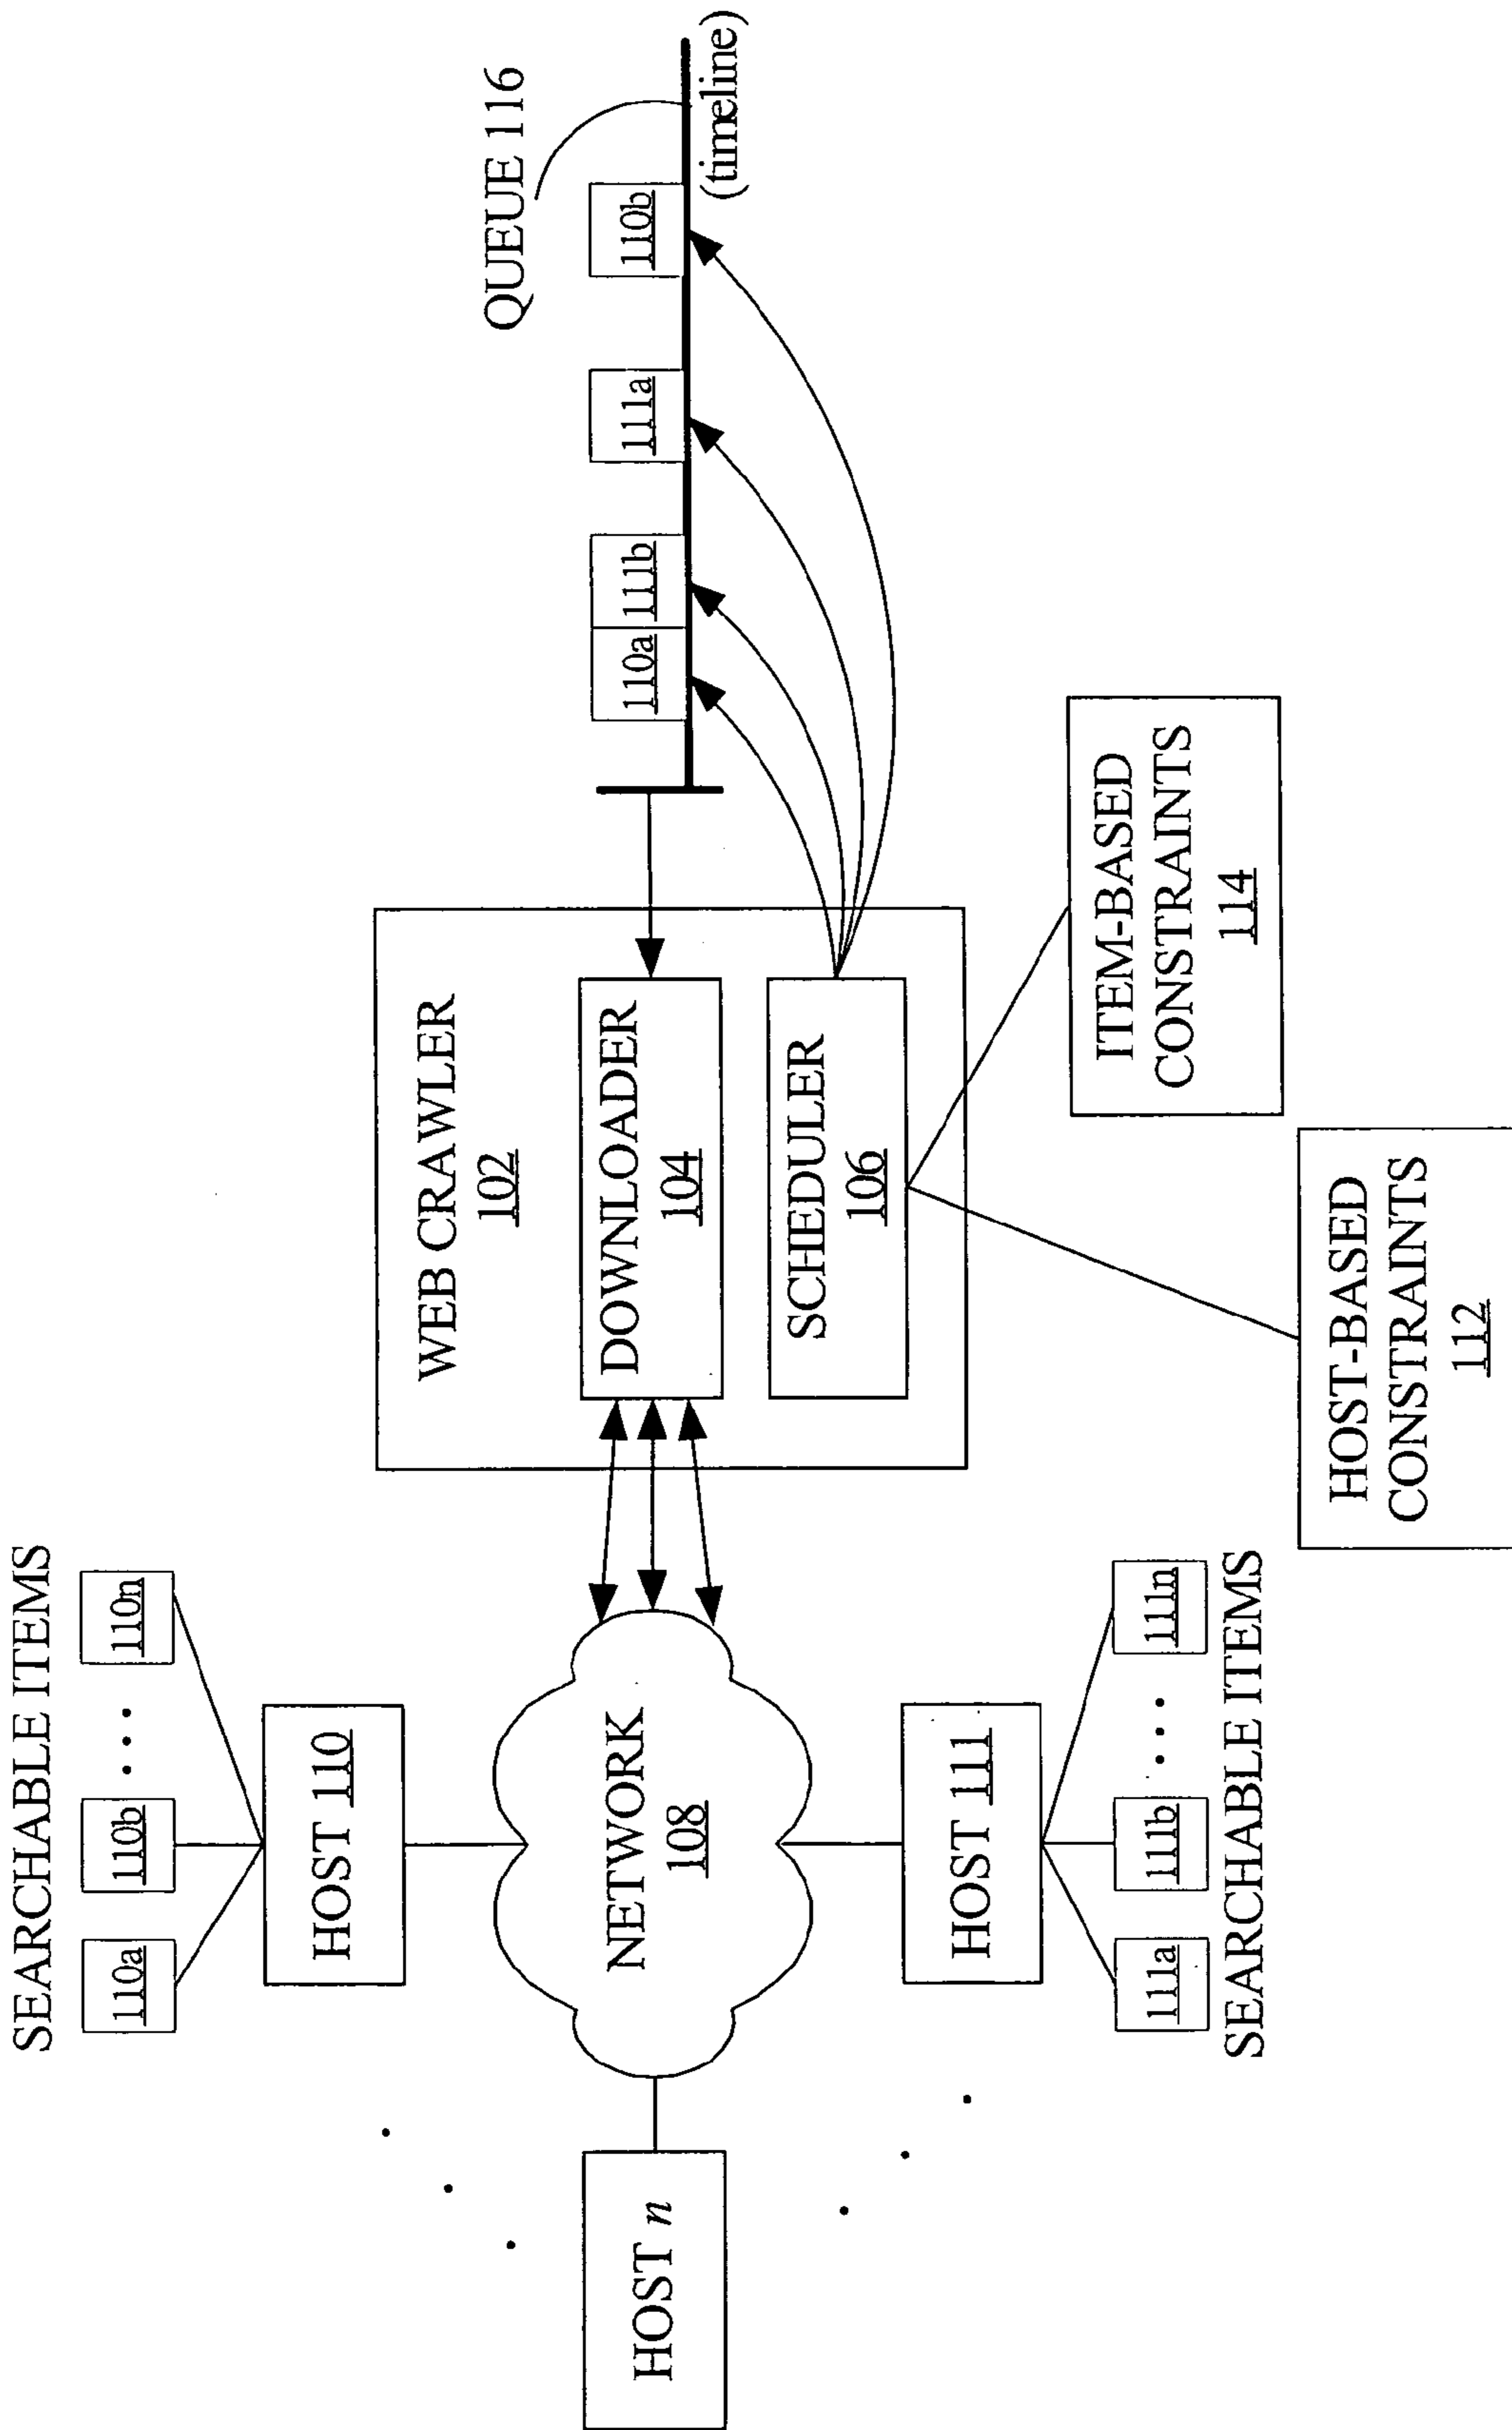 SEARCHABLE ITEMS
110a
110b
110n
HOST 110
HOST n
NETWORK
108
HOST 111
111a
111b
111n
SEARCHABLE ITEMS
WEB CRAWLER
102
DOWNLOADER
104
SCHEDULER
106
HOST-BASED
CONSTRAINTS
112
ITEM-BASED
CONSTRAINTS
114
QUEUE 116
110a
111b
111a
110b
(timeline)